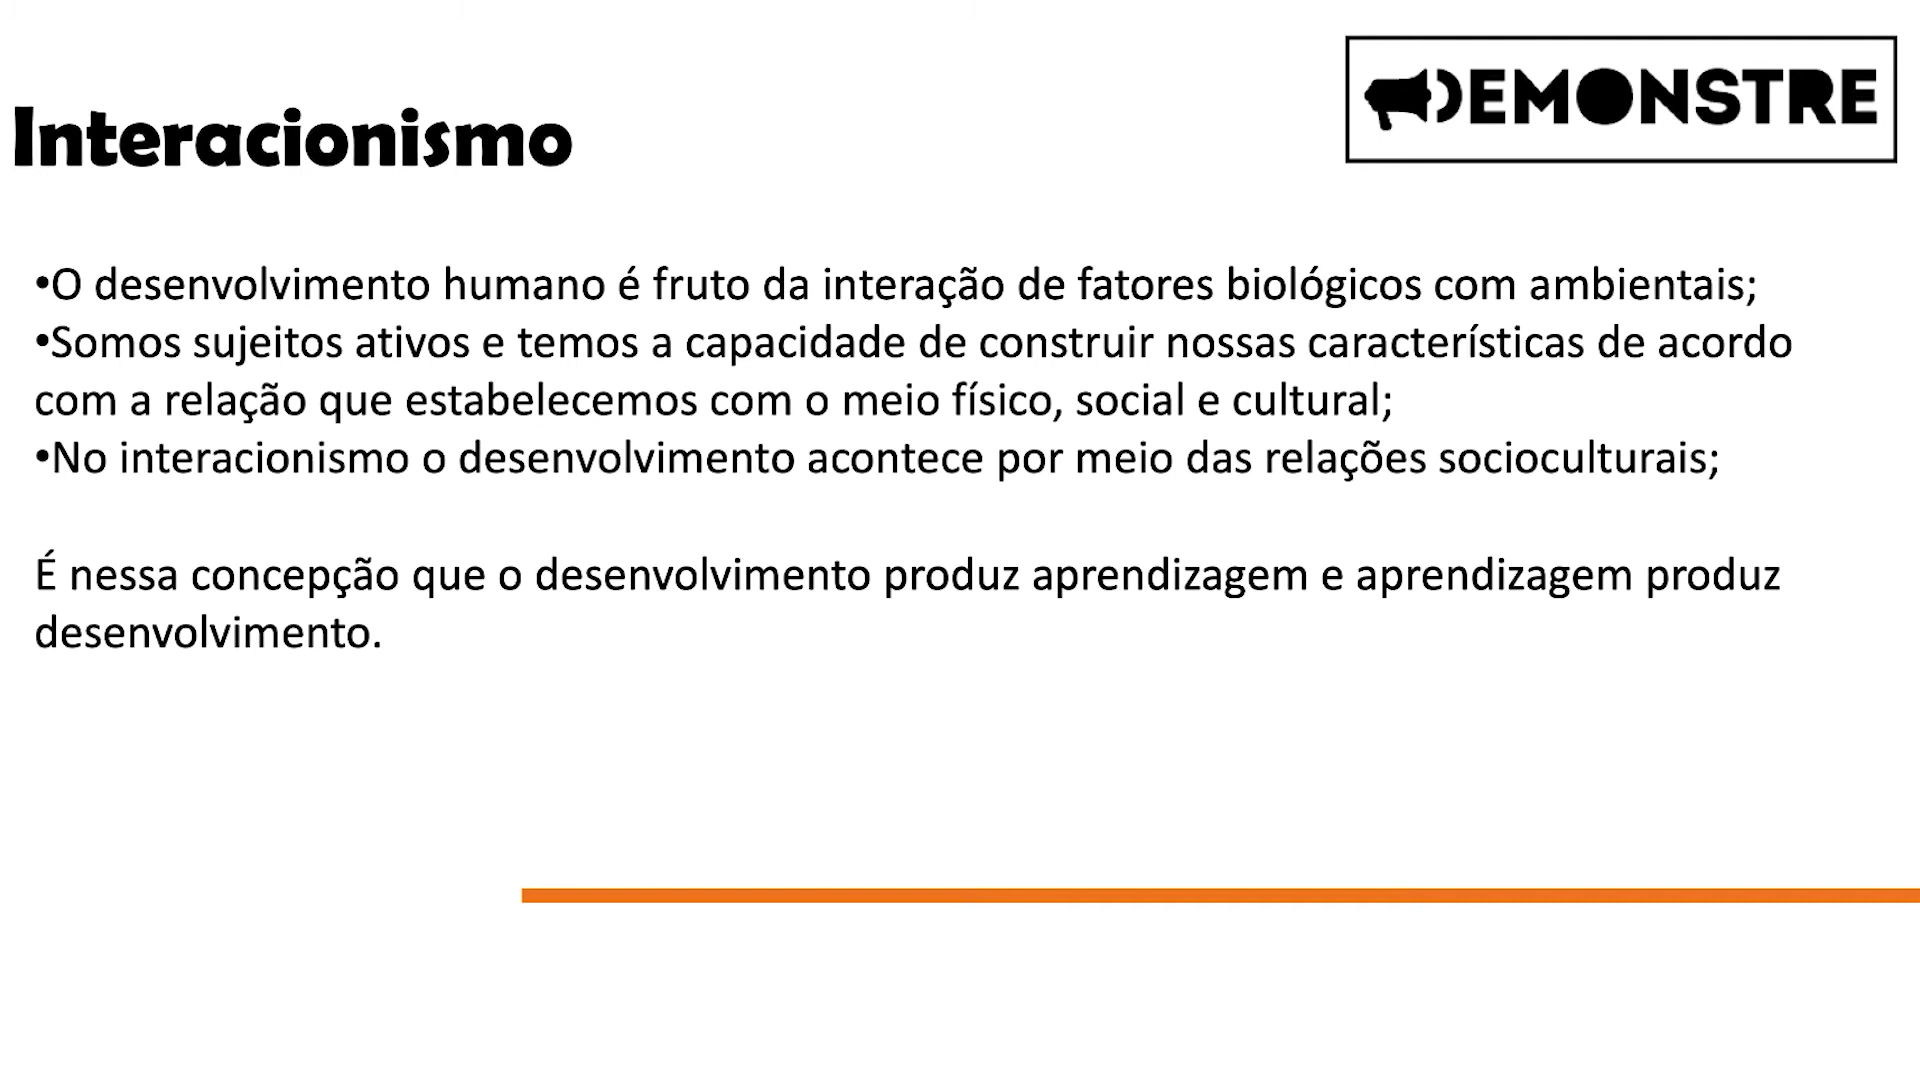 DEMONSTRE
Interacionismo
•O desenvolvimento humano é fruto da interação de fatores biológicos com ambientais;
•Somos sujeitos ativos e temos a capacidade de construir nossas características de acordo
com a relação que estabelecemos com o meio físico, social e cultural;
•No interacionismo o desenvolvimento acontece por meio das relações socioculturais;
É nessa concepção que o desenvolvimento produz aprendizagem e aprendizagem produz
desenvolvimento.